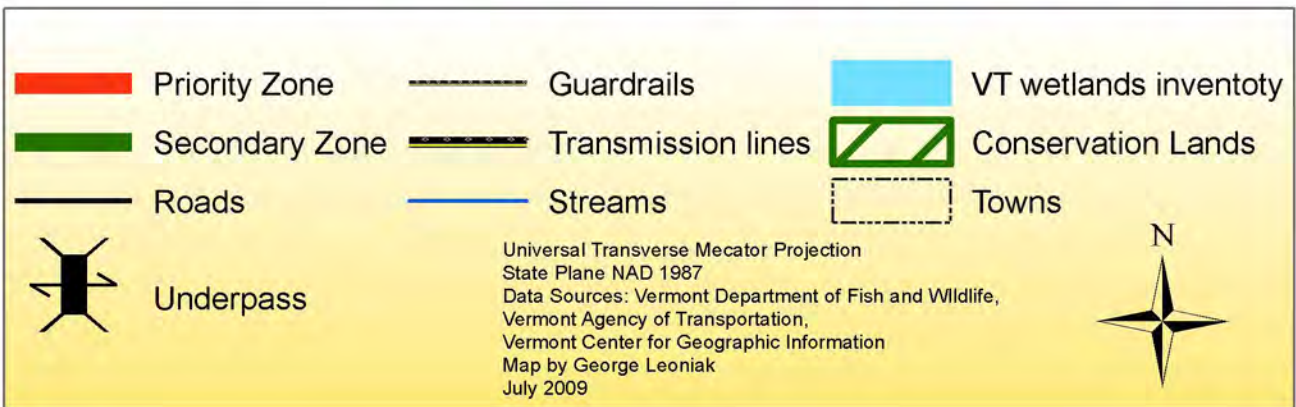 Priority Zone
Guardrails
VT wetlands inventoty
Secondary Zone
Transmission lines
Conservation Lands
Roads
Streams
Towns
Underpass
Universal Transverse Mecator Projection
State Plane NAD 1987
Data Sources: Vermont Department of Fish and WIldlife,
Vermont Agency of Transportation,
Vermont Center for Geographic Information
Map by George Leoniak
July 2009
N